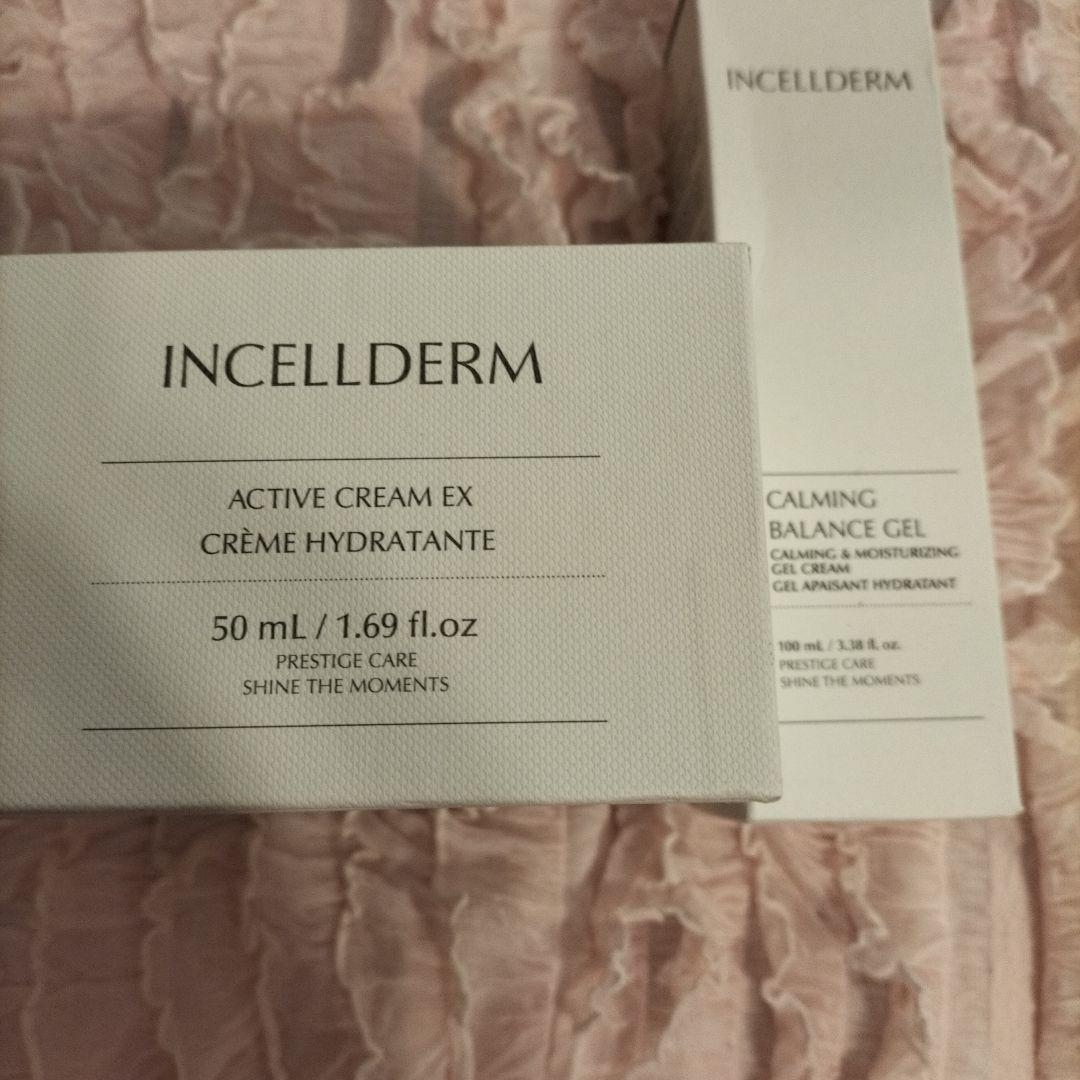 INCELLDERM
ACTIVE CREAM EX
CRÈME HYDRATANTE
50 mL / 1.69 fl.oz
PRESTIGE CARE
SHINE THE MOMENTS
INCELLDERM
CALMING
BALANCE GEL
CALMING & MOISTURIZING
GEL CREAM
GEL APAISANT HYDRATANT
100 mL / 3.38 fl. oz.
PRESTIGE CARE
SHINE THE MOMENTS